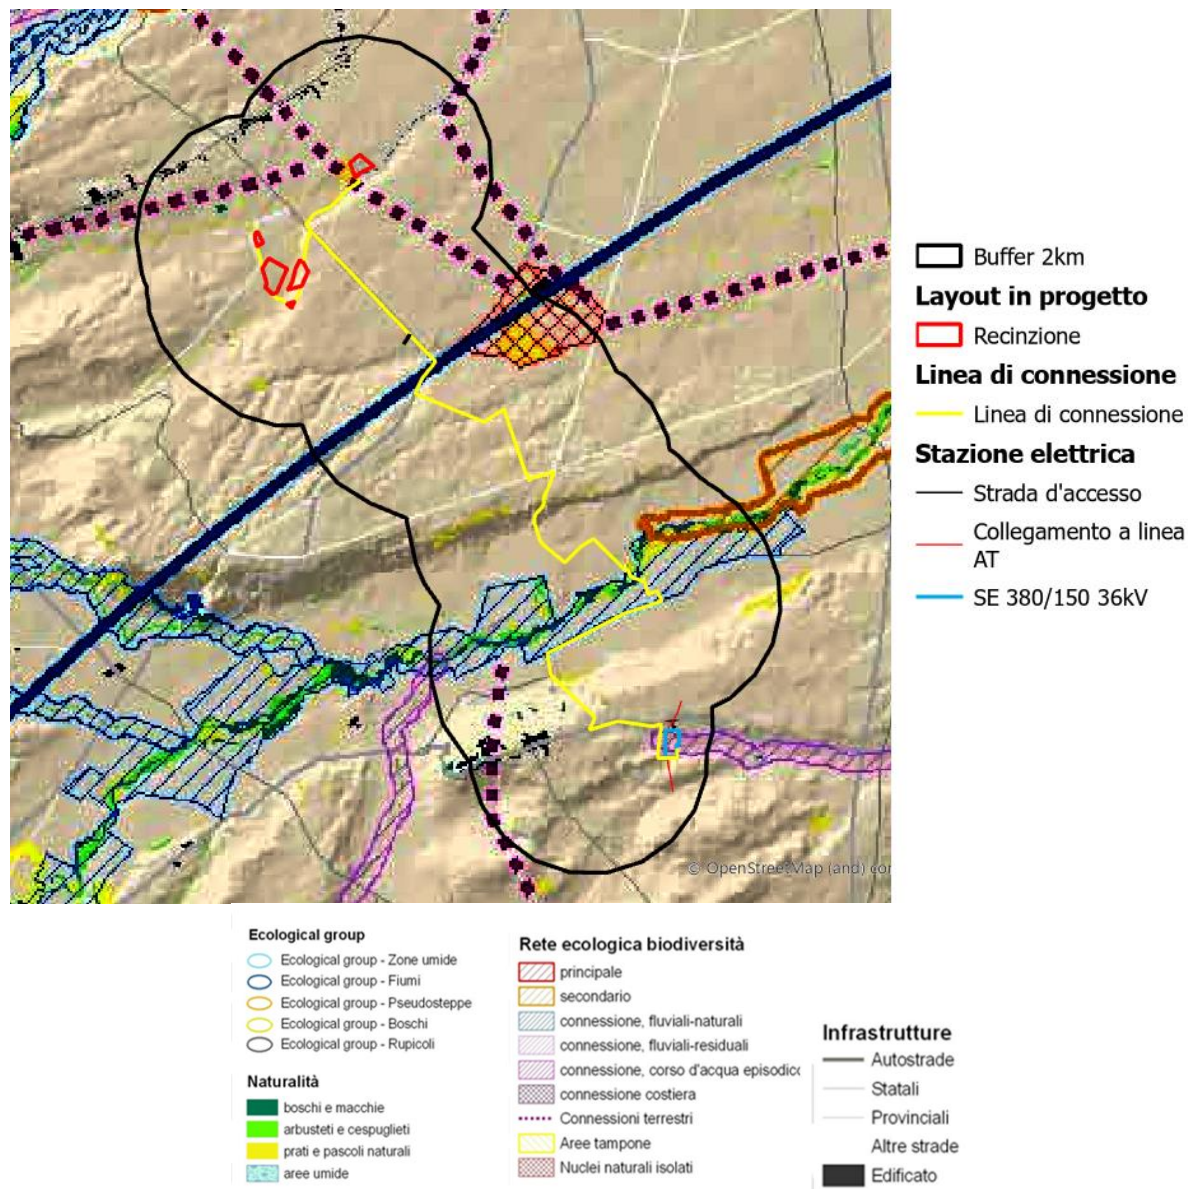 Buffer 2km
Layout in progetto
Recinzione
Linea di connessione
Linea di connessione
Stazione elettrica
Strada d'accesso
Collegamento a linea
AT
SE 380/150 36kV
© OpenStreetMap (and) cor
Ecological group
Ecological group - Zone umide
Ecological group - Fiumi
Ecological group - Pseudosteppe
Ecological group - Boschi
Ecological group - Rupicoli
Naturalità
boschi e macchie
arbusteti e cespuglieti
prati e pascoli naturali
aree umide
Rete ecologica biodiversità
principale
secondario
connessione, fluviali-naturali
connessione, fluviali-residuali
connessione, corso d'acqua episodico
connessione costiera
Connessioni terrestri
Aree tampone
Nuclei naturali isolati
Infrastrutture
Autostrade
Statali
Provinciali
Altre strade
Edificato